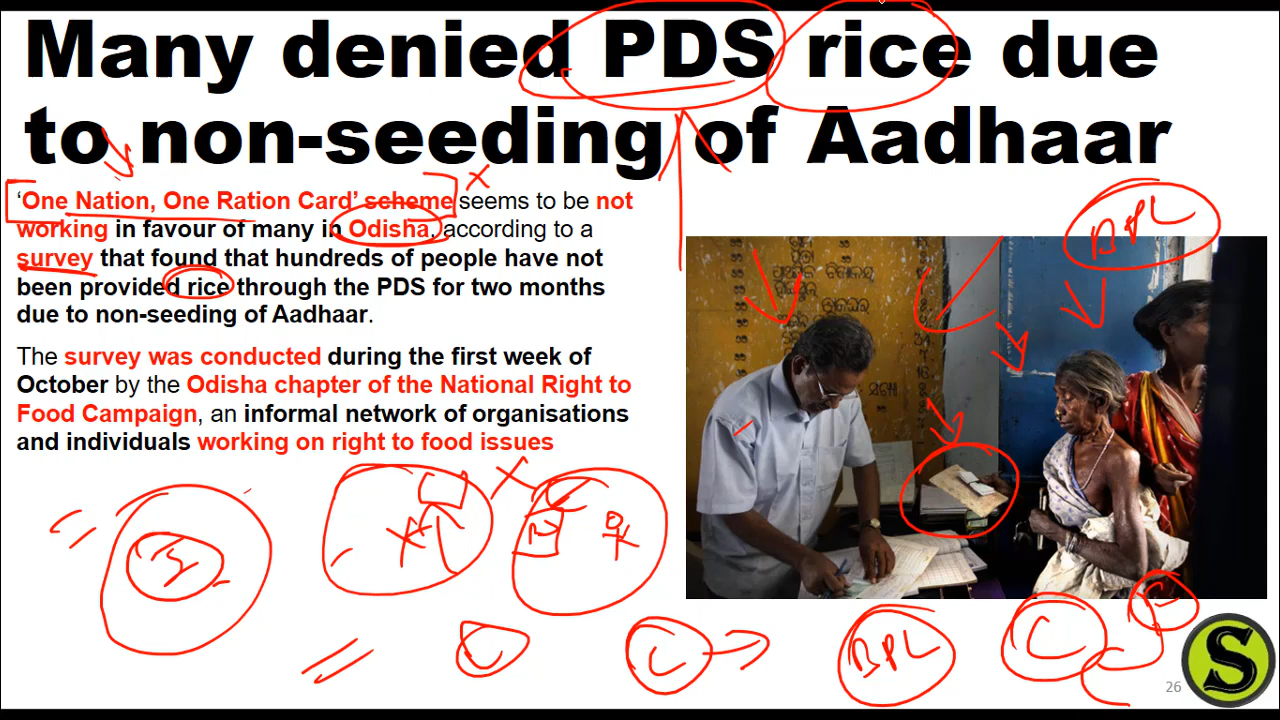 Many denied PDS rice due
to non-seeding of Aadhaar
‘One Nation, One Ration Card’ scheme seems to be not
working in favour of many in Odisha, according to a
survey that found that hundreds of people have not
been provided rice through the PDS for two months
due to non-seeding of Aadhaar.
The survey was conducted during the first week of
October by the Odisha chapter of the National Right to
Food Campaign, an informal network of organisations
and individuals working on right to food issues
BPL
BPL
C
26
S